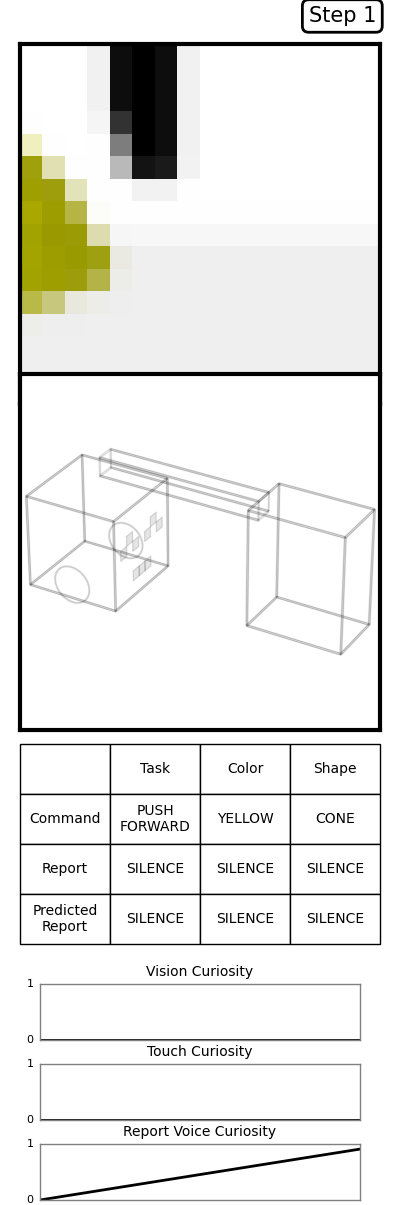 Step 1
Task Color Shape
Command PUSH FORWARD YELLOW CONE
Report SILENCE SILENCE SILENCE
Predicted Report SILENCE SILENCE SILENCE
Vision Curiosity
1
0
Touch Curiosity
1
0
Report Voice Curiosity
1
0